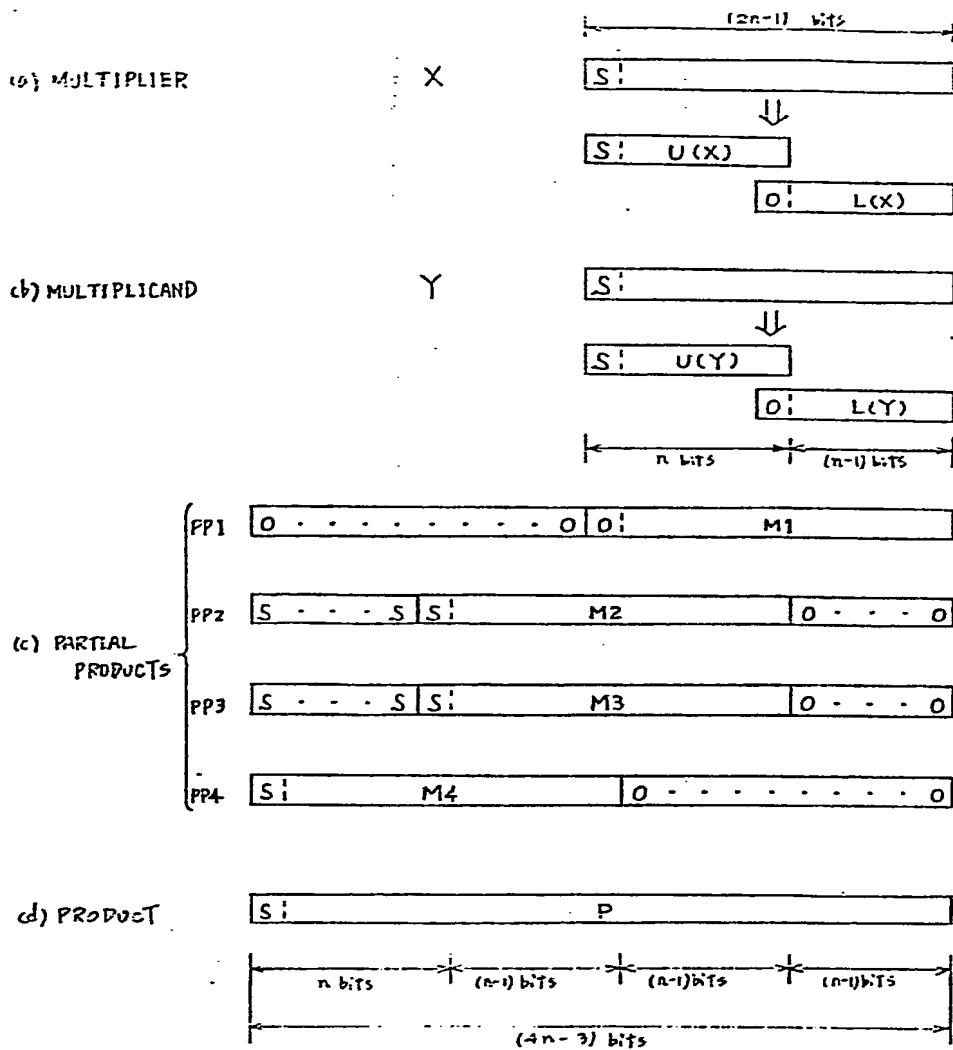 (2n-1) bits
(a) MULTIPLIER X S
S U(X)
0 L(X)
(b) MULTIPLICAND Y S
S U(Y)
0 L(Y)
n bits (n-1) bits
(c) PARTIAL PRODUCTS
PP1 0 · · · · · · · · 0 0 M1
PP2 S · · · S S M2 0 · · · 0
PP3 S · · · S S M3 0 · · · 0
PP4 S M4 0 · · · · · · · 0
(d) PRODUCT S P
n bits (n-1) bits (n-1) bits (n-1) bits
(4n-3) bits